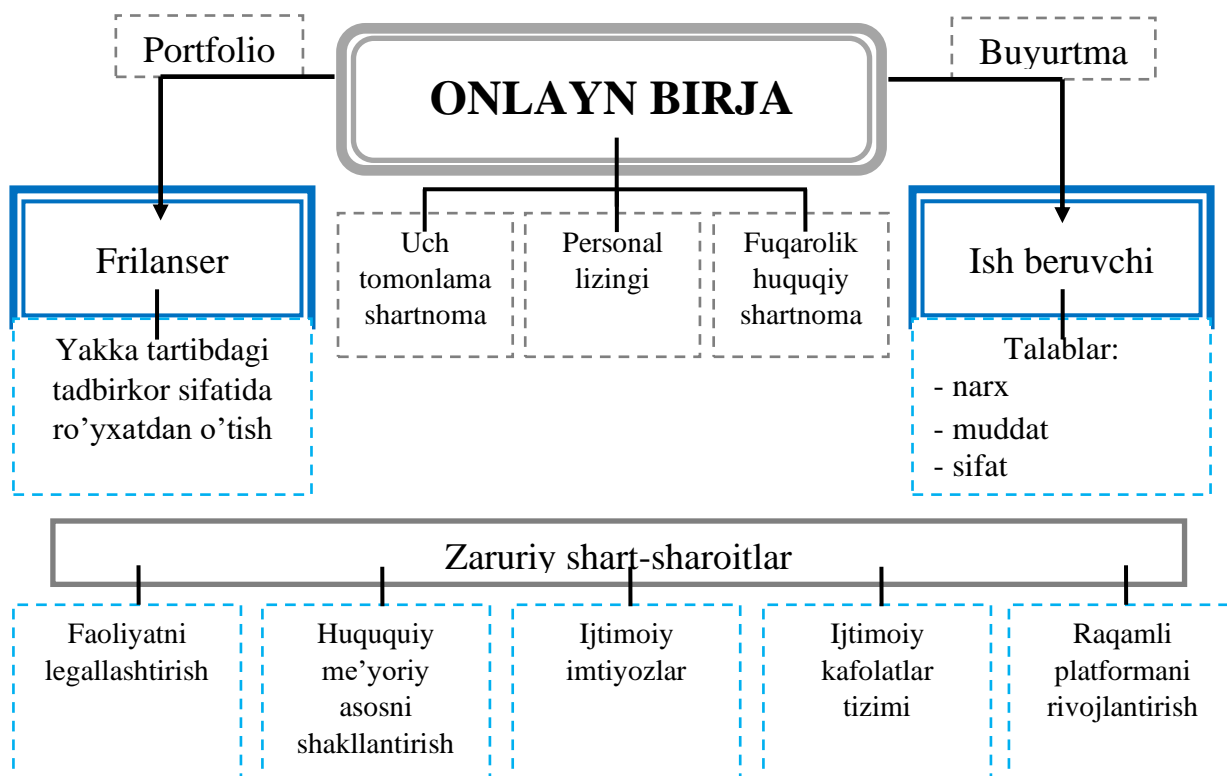 Portfolio
ONLAYN BIRJA
Buyurtma
Frilanser
Uch
tomonlama
shartnoma
Personal
lizingi
Fuqarolik
huquqiy
shartnoma
Ish beruvchi
Yakka tartibdagi
tadbirkor sifatida
ro’yxatdan o’tish
Talablar:
- narx
- muddat
- sifat
Zaruriy shart-sharoitlar
Faoliyatni
legallashtirish
Huququiy
me’yoriy
asosni
shakllantirish
Ijtimoiy
imtiyozlar
Ijtimoiy
kafolatlar
tizimi
Raqamli
platformani
rivojlantirish